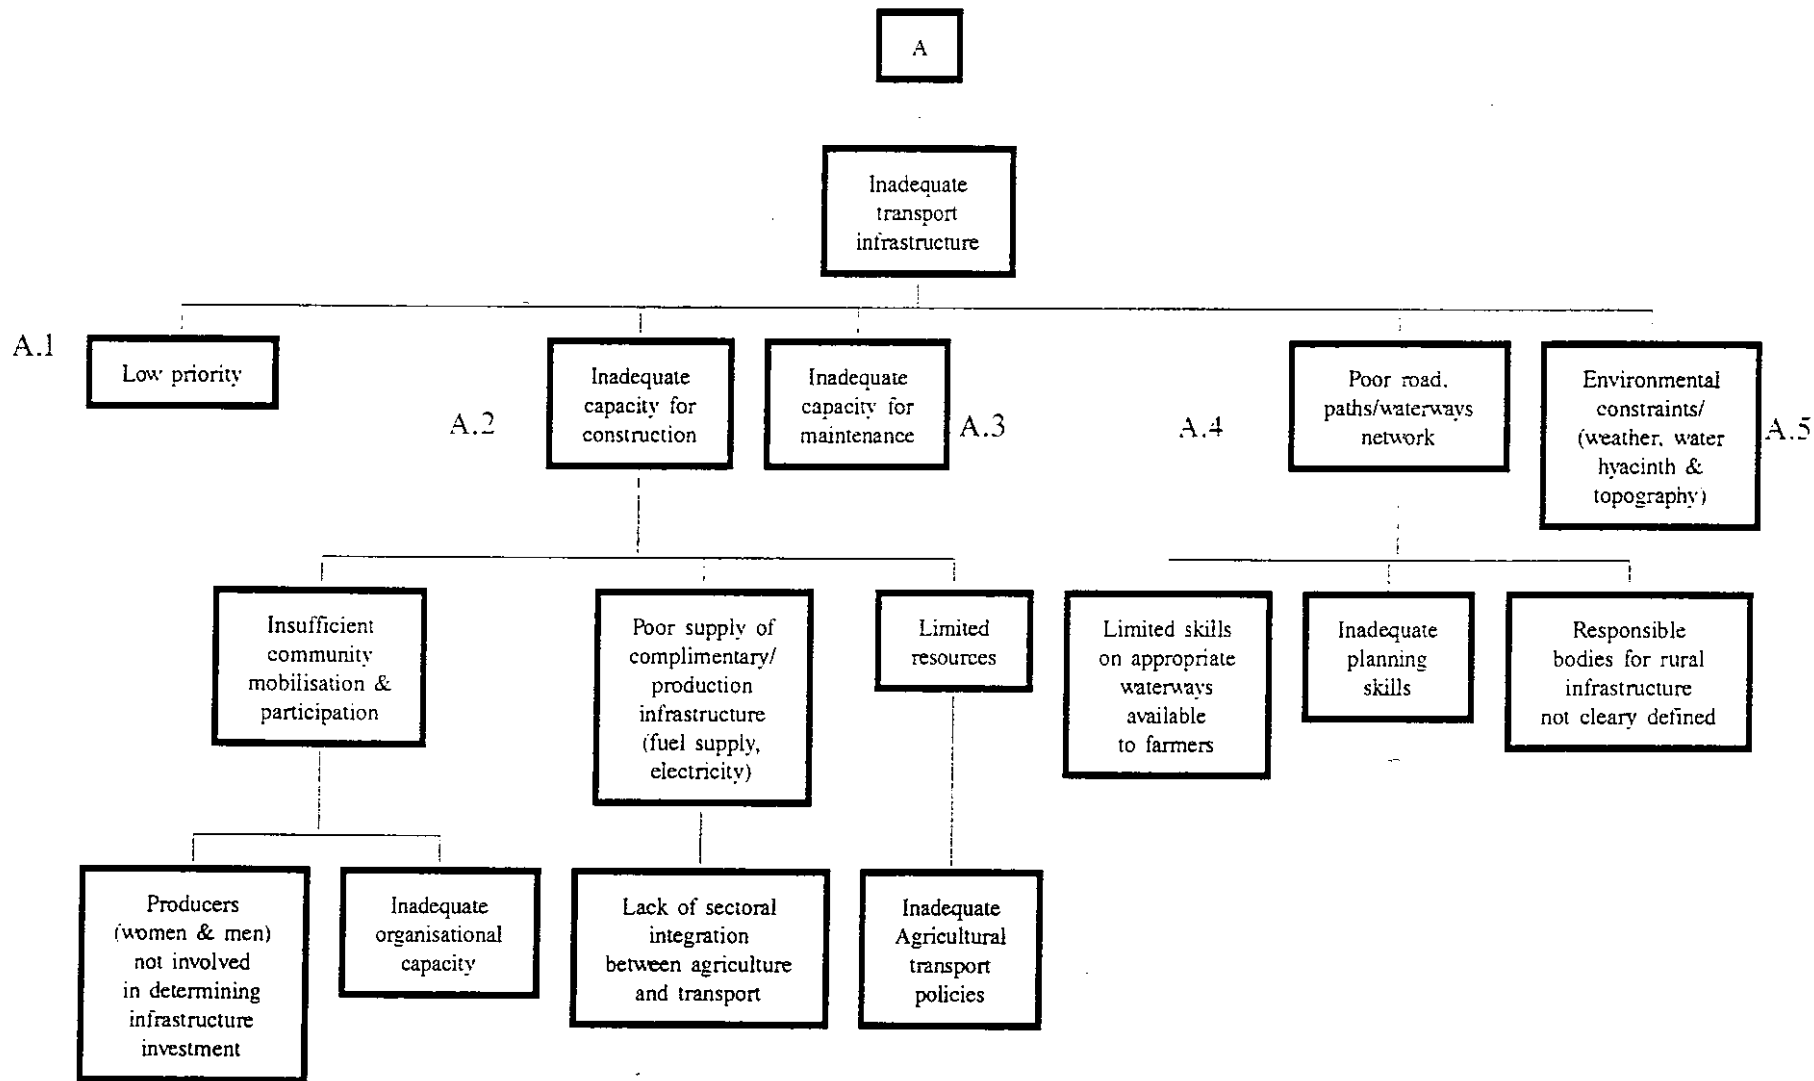 A
Inadequate
transport
infrastructure
A.1
Low priority
A.2
Inadequate
capacity for
construction
Inadequate
capacity for
maintenance
A.3
A.4
Poor road,
paths/waterways
network
Environmental
constraints/
(weather, water
hyacinth &
topography)
A.5
Insufficient
community
mobilisation &
participation
Poor supply of
complimentary/
production
infrastructure
(fuel supply,
electricity)
Limited
resources
Limited skills
on appropriate
waterways
available
to farmers
Inadequate
planning
skills
Responsible
bodies for rural
infrastructure
not cleary defined
Producers
(women & men)
not involved
in determining
infrastructure
investment
Inadequate
organisational
capacity
Lack of sectoral
integration
between agriculture
and transport
Inadequate
Agricultural
transport
policies